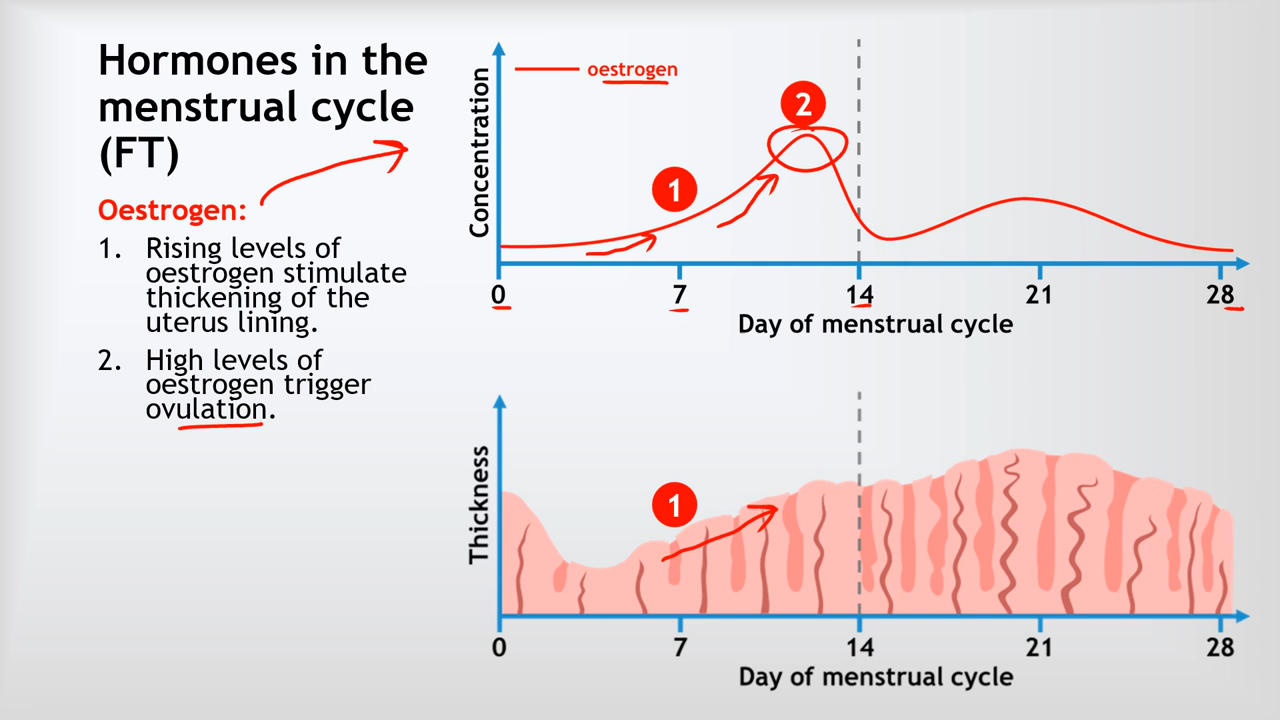 Hormones in the
menstrual cycle
(FT)
Oestrogen:
1. Rising levels of
oestrogen stimulate
thickening of the
uterus lining.
2. High levels of
oestrogen trigger
ovulation.
Concentration
oestrogen
1
2
0 7 14 21 28
Day of menstrual cycle
Thickness
1
0 7 14 21 28
Day of menstrual cycle